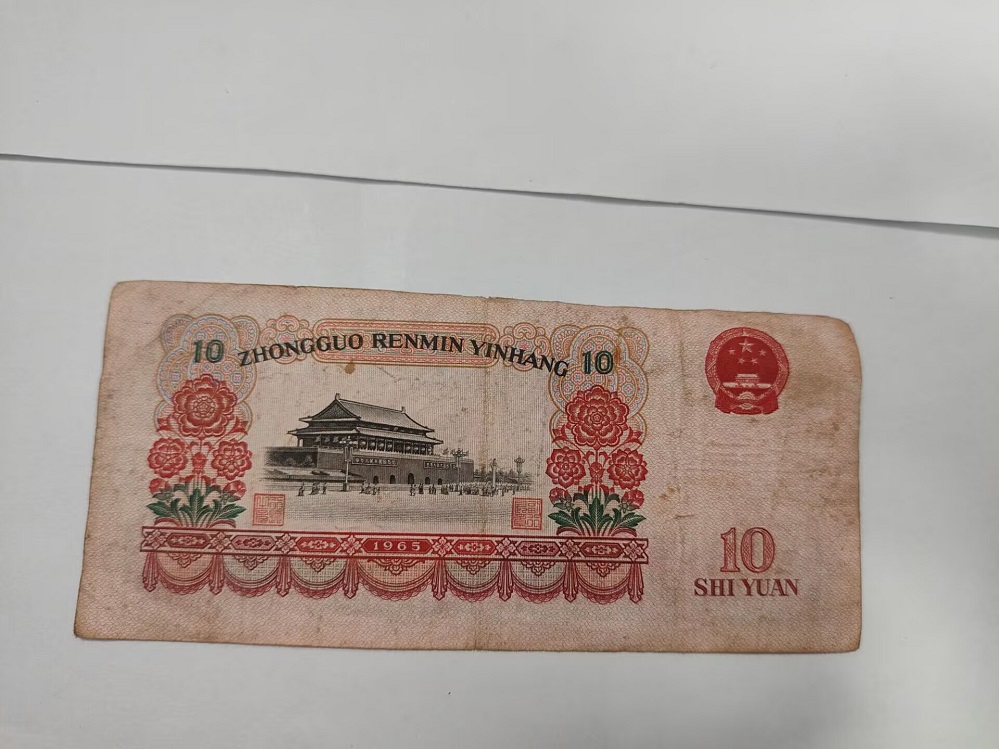 10 ZHONGGUO RENMIN YINHANG 10
1965
10
SHI YUAN